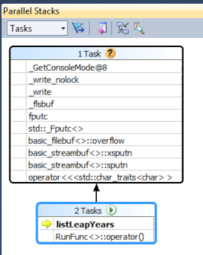 Parallel Stacks
Tasks
1 Task
_GetConsoleMode@8
_write_nolock
_write
_flsbuf
fputc
std::_Fputc<>
basic_filebuf<>::overflow
basic_streambuf<>::xsputn
basic_streambuf<>::sputn
operator<<<std::char_traits<char> >
2 Tasks
listLeapYears
RunFunc<>::operator()